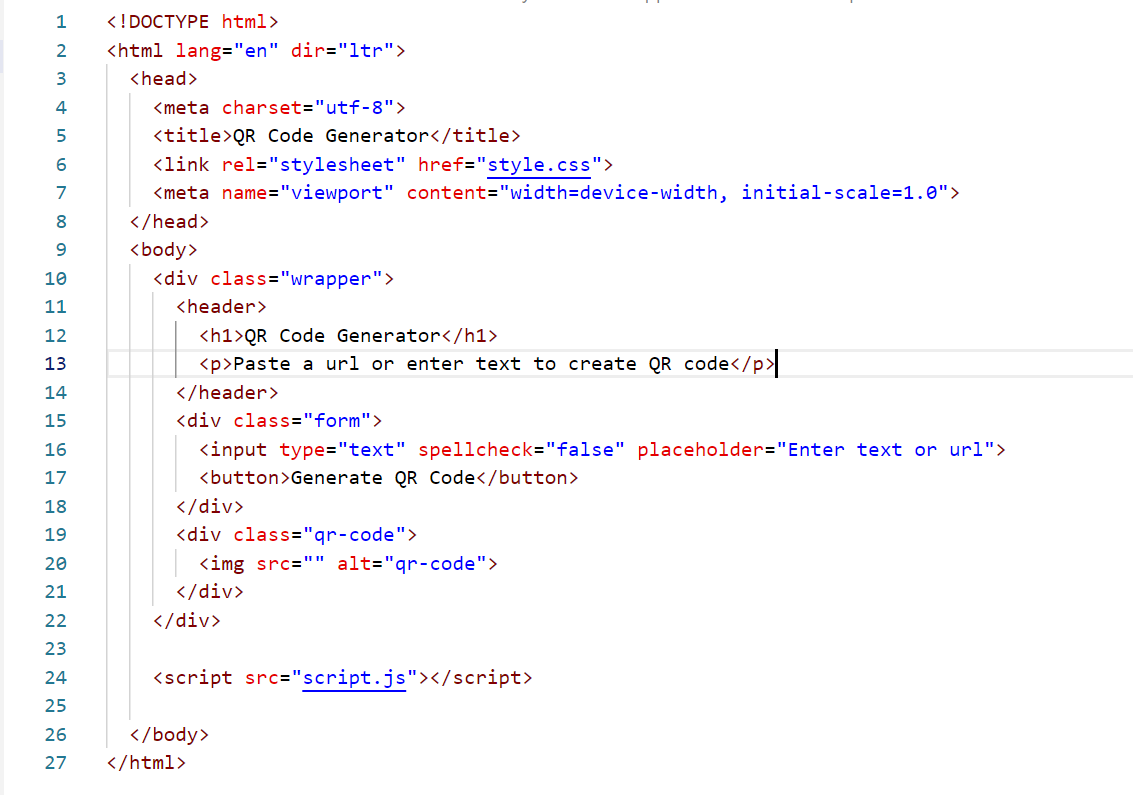 1 <!DOCTYPE html>
2 <html lang="en" dir="ltr">
3 <head>
4 <meta charset="utf-8">
5 <title>QR Code Generator</title>
6 <link rel="stylesheet" href="style.css">
7 <meta name="viewport" content="width=device-width, initial-scale=1.0">
8 </head>
9 <body>
10 <div class="wrapper">
11 <header>
12 <h1>QR Code Generator</h1>
13 <p>Paste a url or enter text to create QR code</p>
14 </header>
15 <div class="form">
16 <input type="text" spellcheck="false" placeholder="Enter text or url">
17 <button>Generate QR Code</button>
18 </div>
19 <div class="qr-code">
20 <img src="" alt="qr-code">
21 </div>
22 </div>
23
24 <script src="script.js"></script>
25
26 </body>
27 </html>